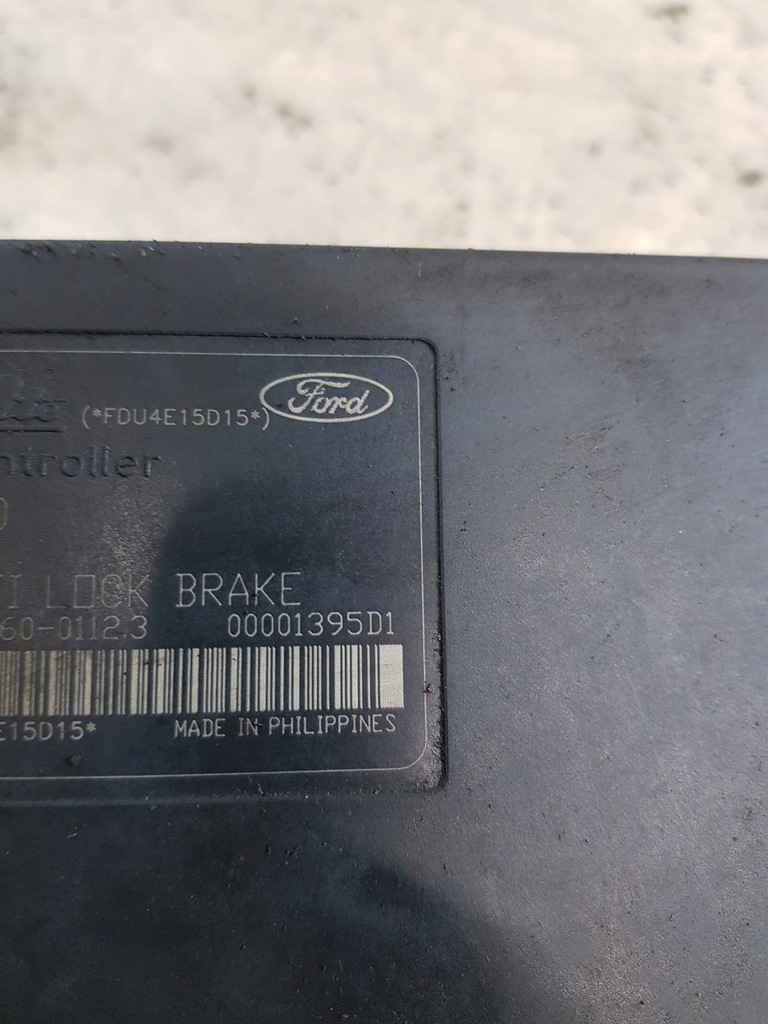 (*FDU4E15D15*) Ford
ntroller
I LOCK BRAKE
60-0112.3 00001395D1
E15D15* MADE IN PHILIPPINES